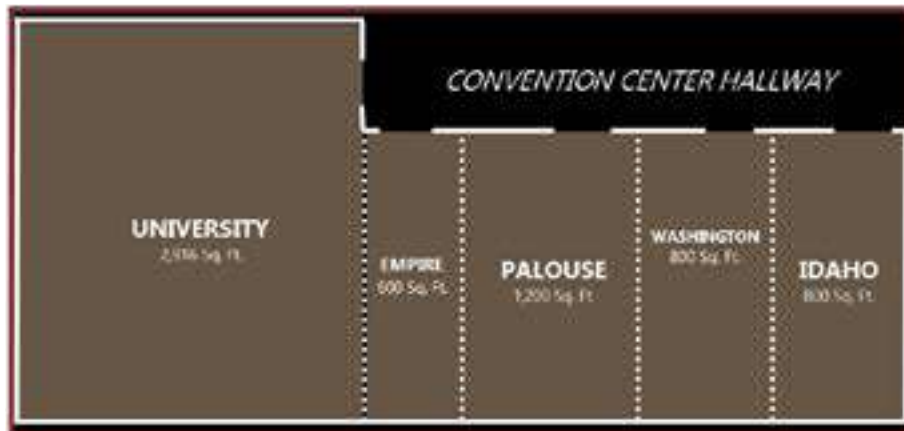 CONVENTION CENTER HALLWAY
UNIVERSITY
Sq. Ft.
EMPIRE
600 Sq. Ft.
PALOUSE
1,200 Sq. Ft.
WASHINGTON
800 Sq. Ft.
IDAHO
800 Sq. Ft.